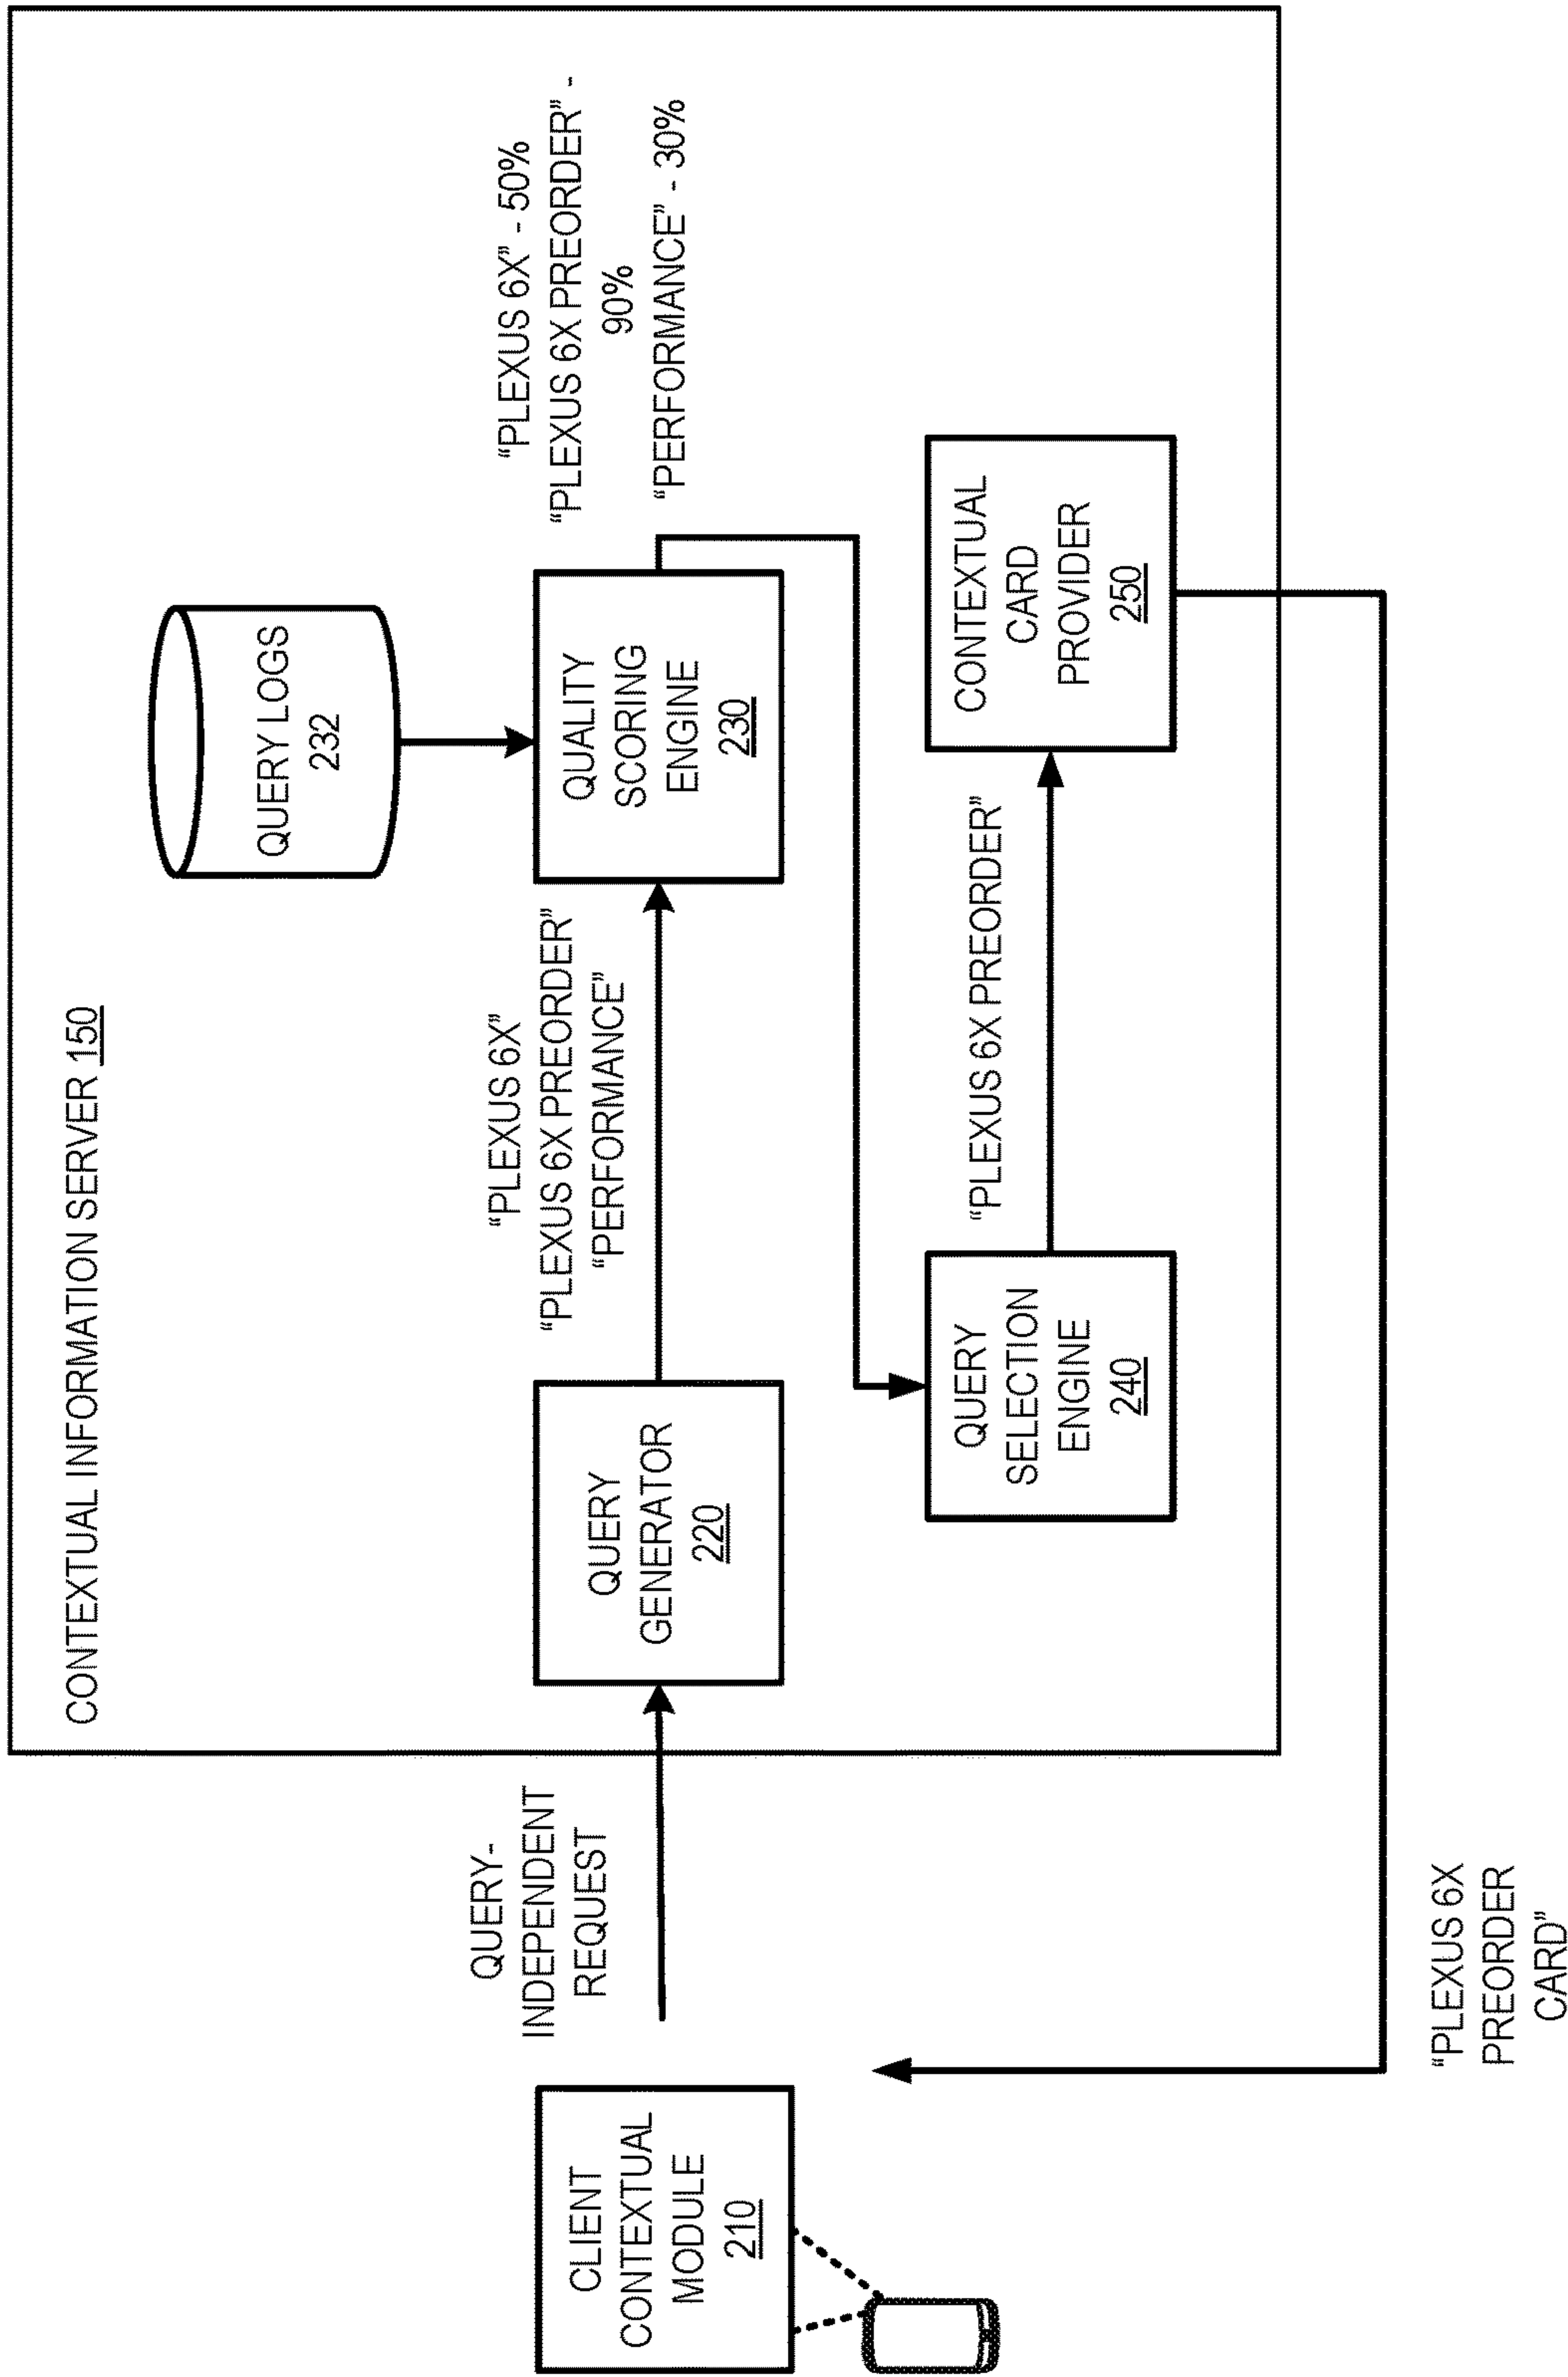 CONTEXTUAL INFORMATION SERVER 150
QUERY LOGS
232
QUERY-
INDEPENDENT
REQUEST
"PLEXUS 6X"
"PLEXUS 6X PREORDER"
"PERFORMANCE"
"PLEXUS 6X" - 50%
"PLEXUS 6X PREORDER" -
90%
"PERFORMANCE" - 30%
CLIENT
CONTEXTUAL
MODULE
210
QUERY
GENERATOR
220
QUALITY
SCORING
ENGINE
230
QUERY
SELECTION
ENGINE
240
"PLEXUS 6X PREORDER"
CONTEXTUAL
CARD
PROVIDER
250
"PLEXUS 6X
PREORDER
CARD"